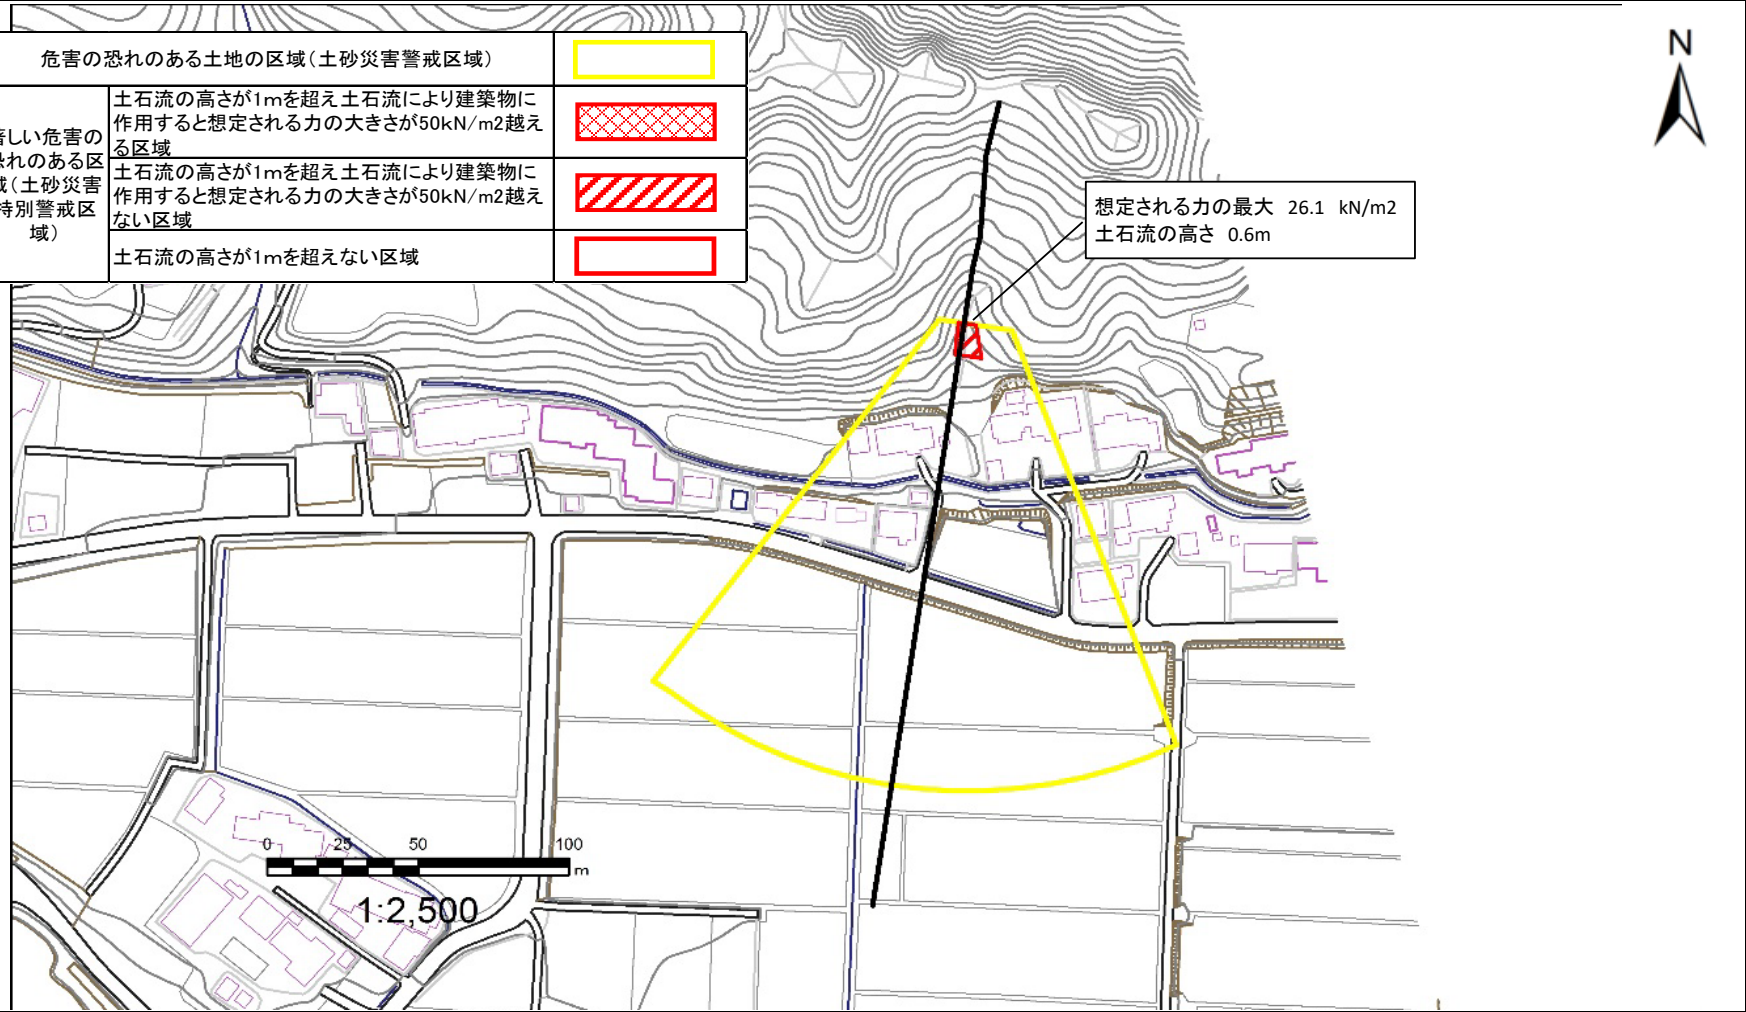 危害の恐れのある土地の区域(土砂災害警戒区域)
土石流の高さが1mを超え土石流により建築物に
作用すると想定される力の大きさが50kN/m2越え
る区域
しい危害の
れのある区
(土砂災害
特別警戒区
域)
土石流の高さが1mを超え土石流により建築物に
作用すると想定される力の大きさが50kN/m2越え
ない区域
土石流の高さが1mを超えない区域
N
想定される力の最大 26.1 kN/m2
土石流の高さ 0.6m
0 25 50 100
m
1:2,500